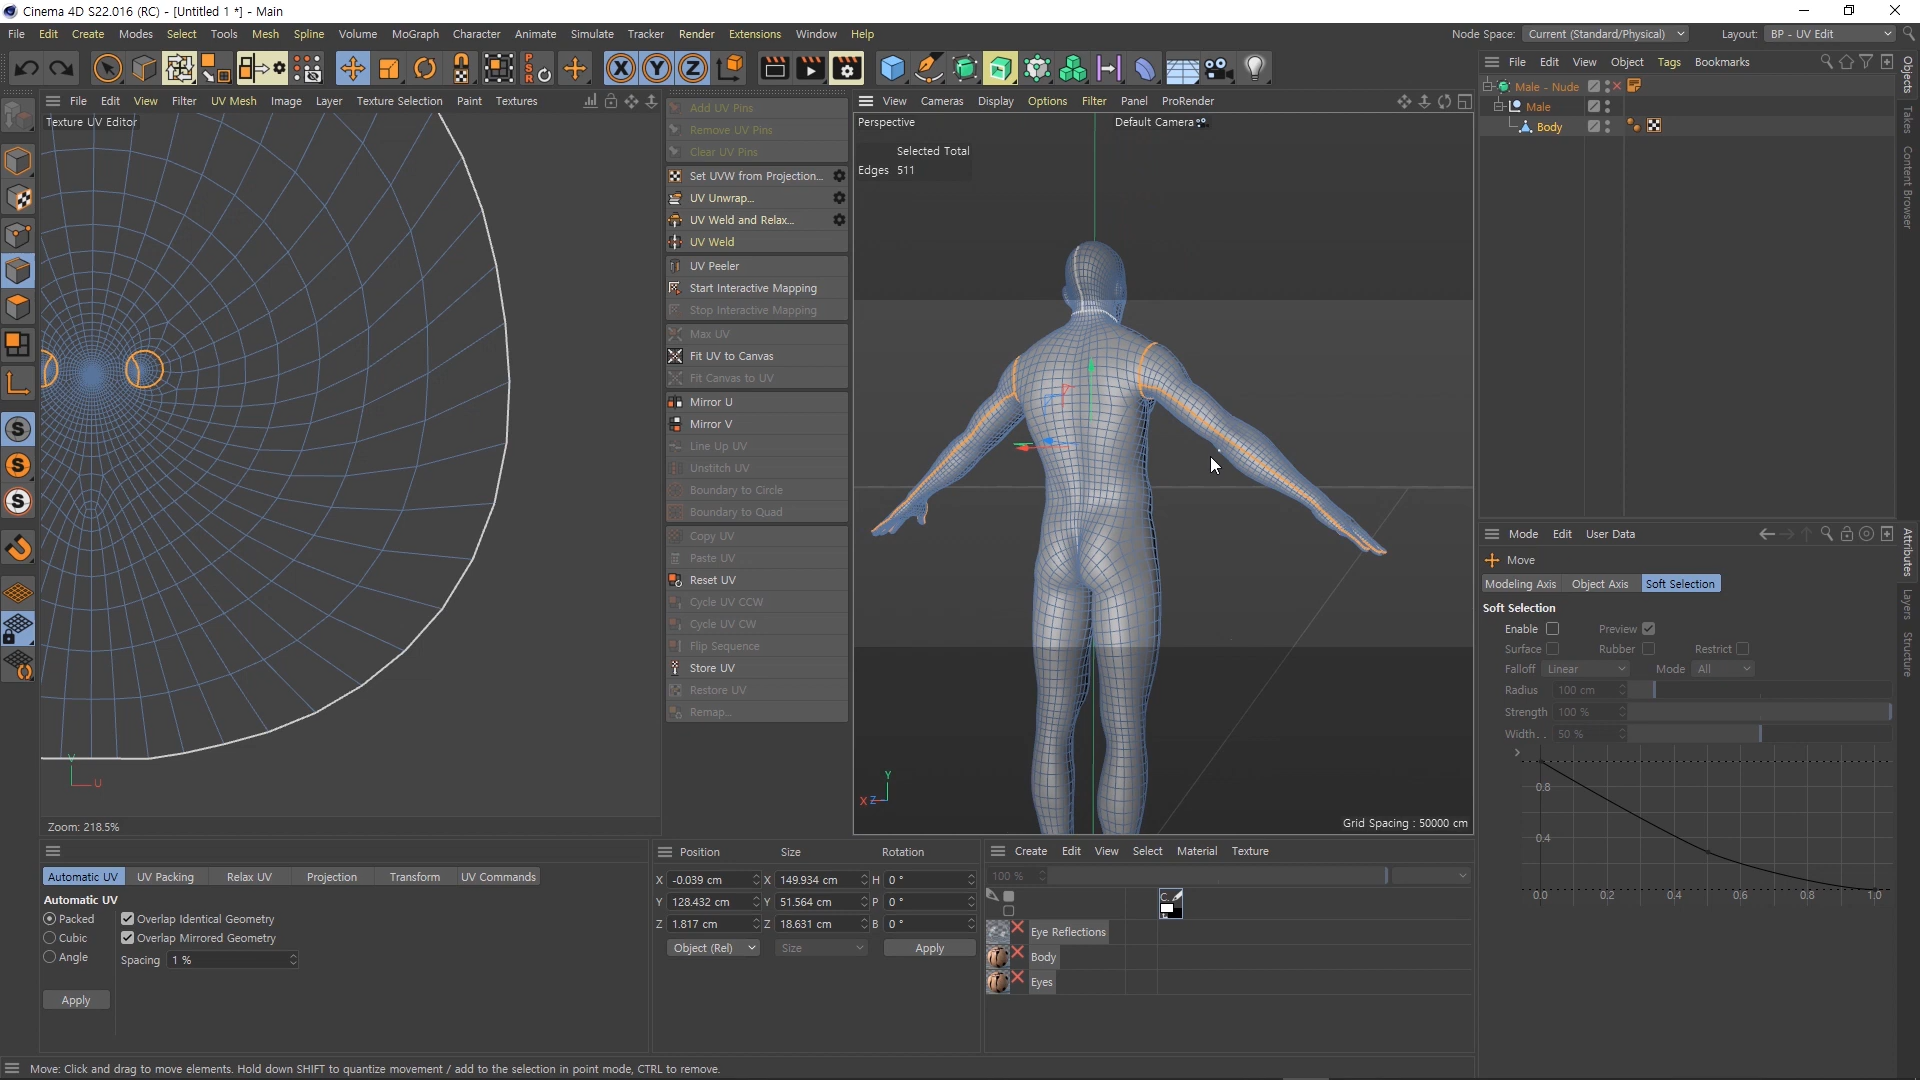 Cinema 4D S22.016 (RC) - [Untitled 1 *] - Main
File Edit Create Modes Select Tools Mesh Spline Volume MoGraph Character Animate Simulate Tracker Render Extensions Window Help
Node Space: Current (Standard/Physical) Layout: BP - UV Edit
File Edit View Filter UV Mesh Image Layer Texture Selection Paint Textures
Texture UV Editor
Zoom: 218.5%
Add UV Pins
Remove UV Pins
Clear UV Pins
Set UVW from Projection...
UV Unwrap...
UV Weld and Relax...
UV Weld
UV Peeler
Start Interactive Mapping
Stop Interactive Mapping
Max UV
Fit UV to Canvas
Fit Canvas to UV
Mirror U
Mirror V
Line Up UV
Unstitch UV
Boundary to Circle
Boundary to Quad
Copy UV
Paste UV
Reset UV
Cycle UV CCW
Cycle UV CW
Flip Sequence
Store UV
Restore UV
Remap...
View Cameras Display Options Filter Panel ProRender
Perspective
Default Camera
Selected Total
Edges 511
Grid Spacing : 50000 cm
File Edit View Object Tags Bookmarks
Male - Nude
Male
Body
Objects
Takes
Content Browser
Mode Edit User Data
Move
Modeling Axis Object Axis Soft Selection
Soft Selection
Enable Preview
Surface Rubber Restrict
Falloff Linear Mode All
Radius 100 cm
Strength 100 %
Width. . 50 %
0.8
0.4
0.0 0.2 0.4 0.6 0.8 1.0
Attributes
Layers
Structure
Automatic UV UV Packing Relax UV Projection Transform UV Commands
Automatic UV
Packed Overlap Identical Geometry
Cubic Overlap Mirrored Geometry
Angle Spacing 1 %
Apply
Position Size Rotation
X -0.039 cm X 149.934 cm H 0 °
Y 128.432 cm Y 51.564 cm P 0 °
Z 1.817 cm Z 18.631 cm B 0 °
Object (Rel) Size Apply
Create Edit View Select Material Texture
100 %
Eye Reflections
Body
Eyes
Move: Click and drag to move elements. Hold down SHIFT to quantize movement / add to the selection in point mode, CTRL to remove.